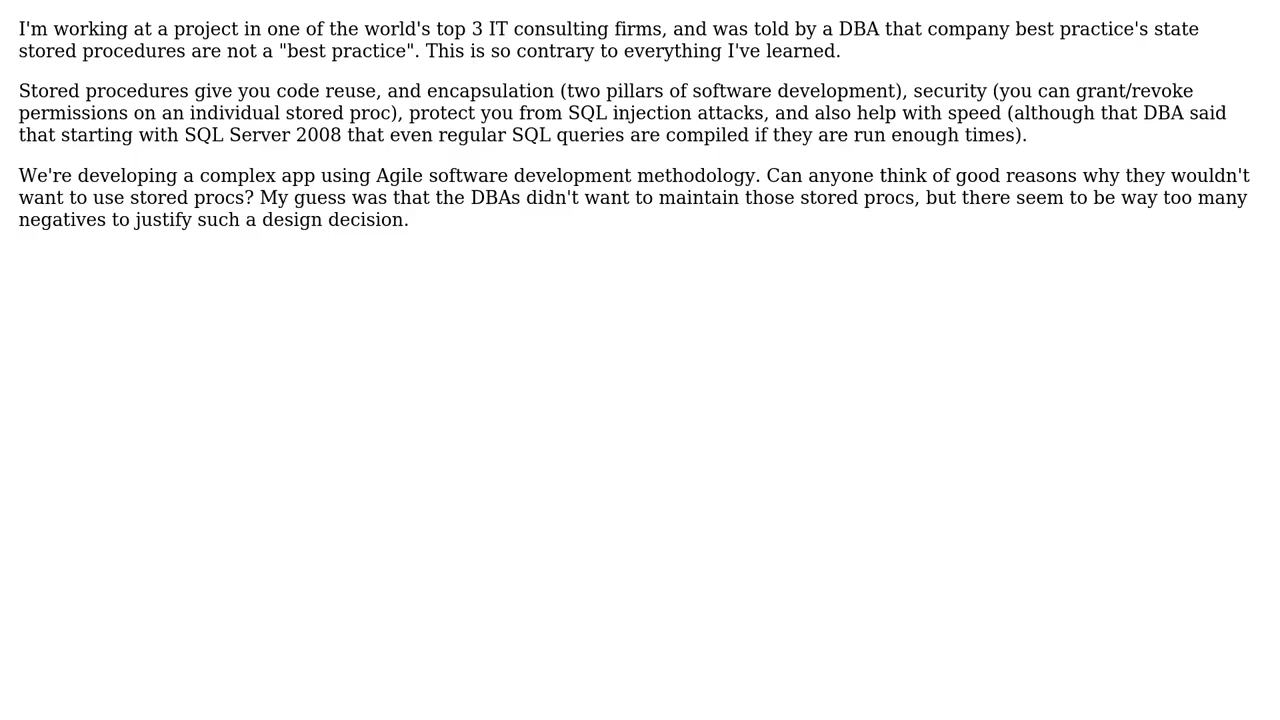 I'm working at a project in one of the world's top 3 IT consulting firms, and was told by a DBA that company best practice's state
stored procedures are not a "best practice". This is so contrary to everything I've learned.
Stored procedures give you code reuse, and encapsulation (two pillars of software development), security (you can grant/revoke
permissions on an individual stored proc), protect you from SQL injection attacks, and also help with speed (although that DBA said
that starting with SQL Server 2008 that even regular SQL queries are compiled if they are run enough times).
We're developing a complex app using Agile software development methodology. Can anyone think of good reasons why they wouldn't
want to use stored procs? My guess was that the DBAs didn't want to maintain those stored procs, but there seem to be way too many
negatives to justify such a design decision.